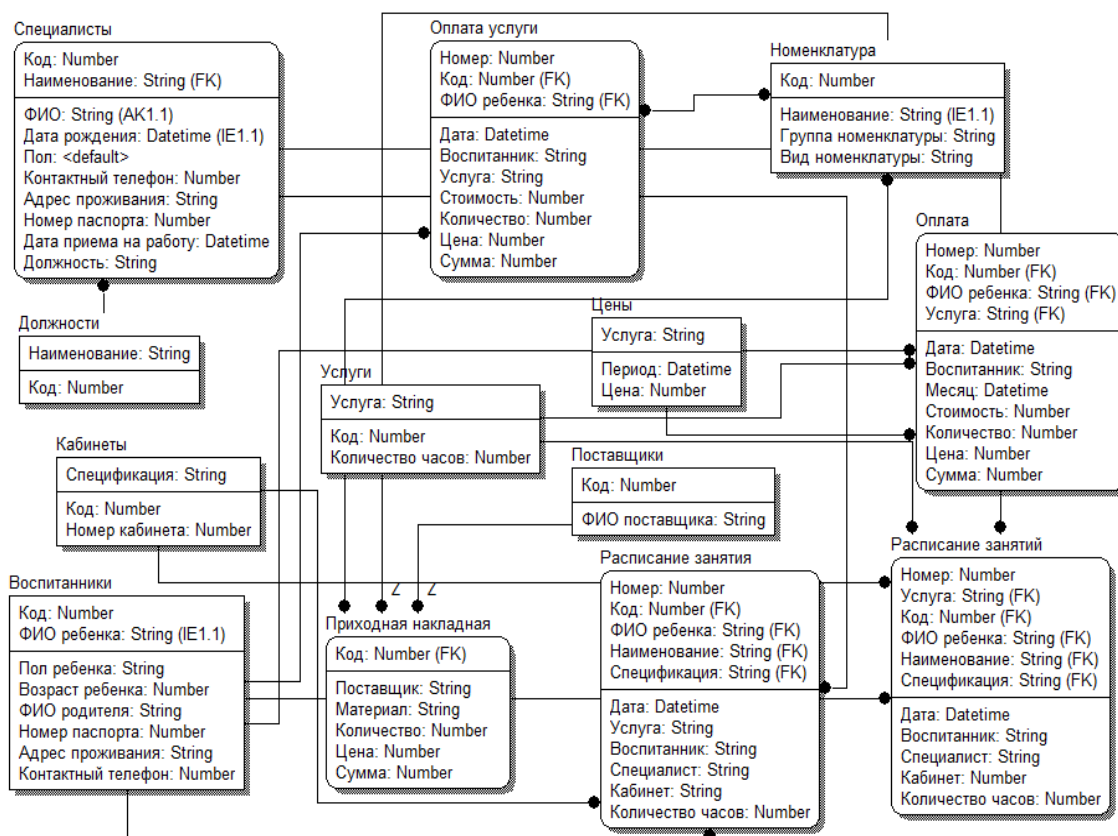 Специалисты
Код: Number
Наименование: String (FK)
ФИО: String (AK1.1)
Дата рождения: Datetime (IE1.1)
Пол: <default>
Контактный телефон: Number
Адрес проживания: String
Номер паспорта: Number
Дата приема на работу: Datetime
Должность: String
Оплата услуги
Номер: Number
Код: Number (FK)
ФИО ребенка: String (FK)
Дата: Datetime
Воспитанник: String
Услуга: String
Стоимость: Number
Количество: Number
Цена: Number
Сумма: Number
Номенклатура
Код: Number
Наименование: String (IE1.1)
Группа номенклатуры: String
Вид номенклатуры: String
Оплата
Номер: Number
Код: Number (FK)
ФИО ребенка: String (FK)
Услуга: String (FK)
Дата: Datetime
Воспитанник: String
Месяц: Datetime
Стоимость: Number
Количество: Number
Цена: Number
Сумма: Number
Должности
Наименование: String
Код: Number
Цены
Услуга: String
Период: Datetime
Цена: Number
Услуги
Услуга: String
Код: Number
Количество часов: Number
Кабинеты
Спецификация: String
Код: Number
Номер кабинета: Number
Поставщики
Код: Number
ФИО поставщика: String
Воспитанники
Код: Number
ФИО ребенка: String (IE1.1)
Пол ребенка: String
Возраст ребенка: Number
ФИО родителя: String
Номер паспорта: Number
Адрес проживания: String
Контактный телефон: Number
Z
Z
Приходная накладная
Код: Number (FK)
Поставщик: String
Материал: String
Количество: Number
Цена: Number
Сумма: Number
Расписание занятия
Номер: Number
Код: Number (FK)
ФИО ребенка: String (FK)
Наименование: String (FK)
Спецификация: String (FK)
Дата: Datetime
Услуга: String
Воспитанник: String
Специалист: String
Кабинет: String
Количество часов: Number
Расписание занятий
Номер: Number
Услуга: String (FK)
Код: Number (FK)
ФИО ребенка: String (FK)
Наименование: String (FK)
Спецификация: String (FK)
Дата: Datetime
Воспитанник: String
Специалист: String
Кабинет: Number
Количество часов: Number